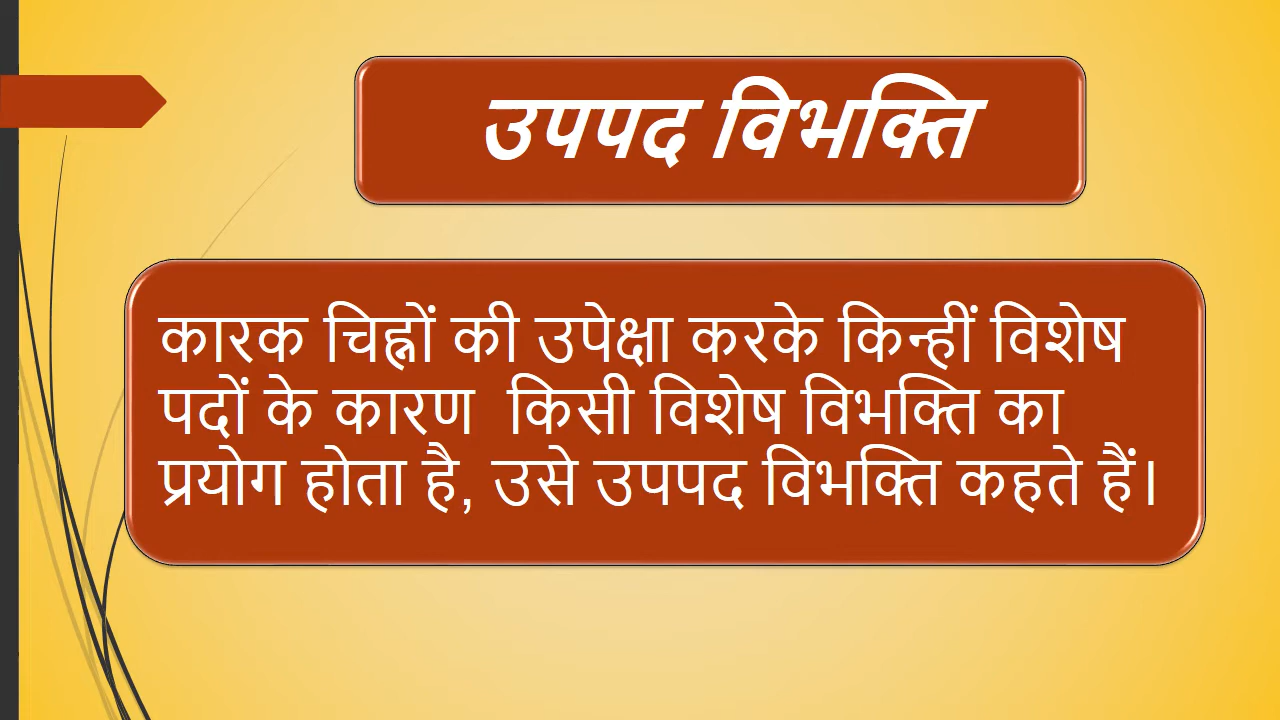 उपपद विभक्ति
कारक चिह्नों की उपेक्षा करके किन्हीं विशेष
पदों के कारण किसी विशेष विभक्ति का
प्रयोग होता है, उसे उपपद विभक्ति कहते हैं।